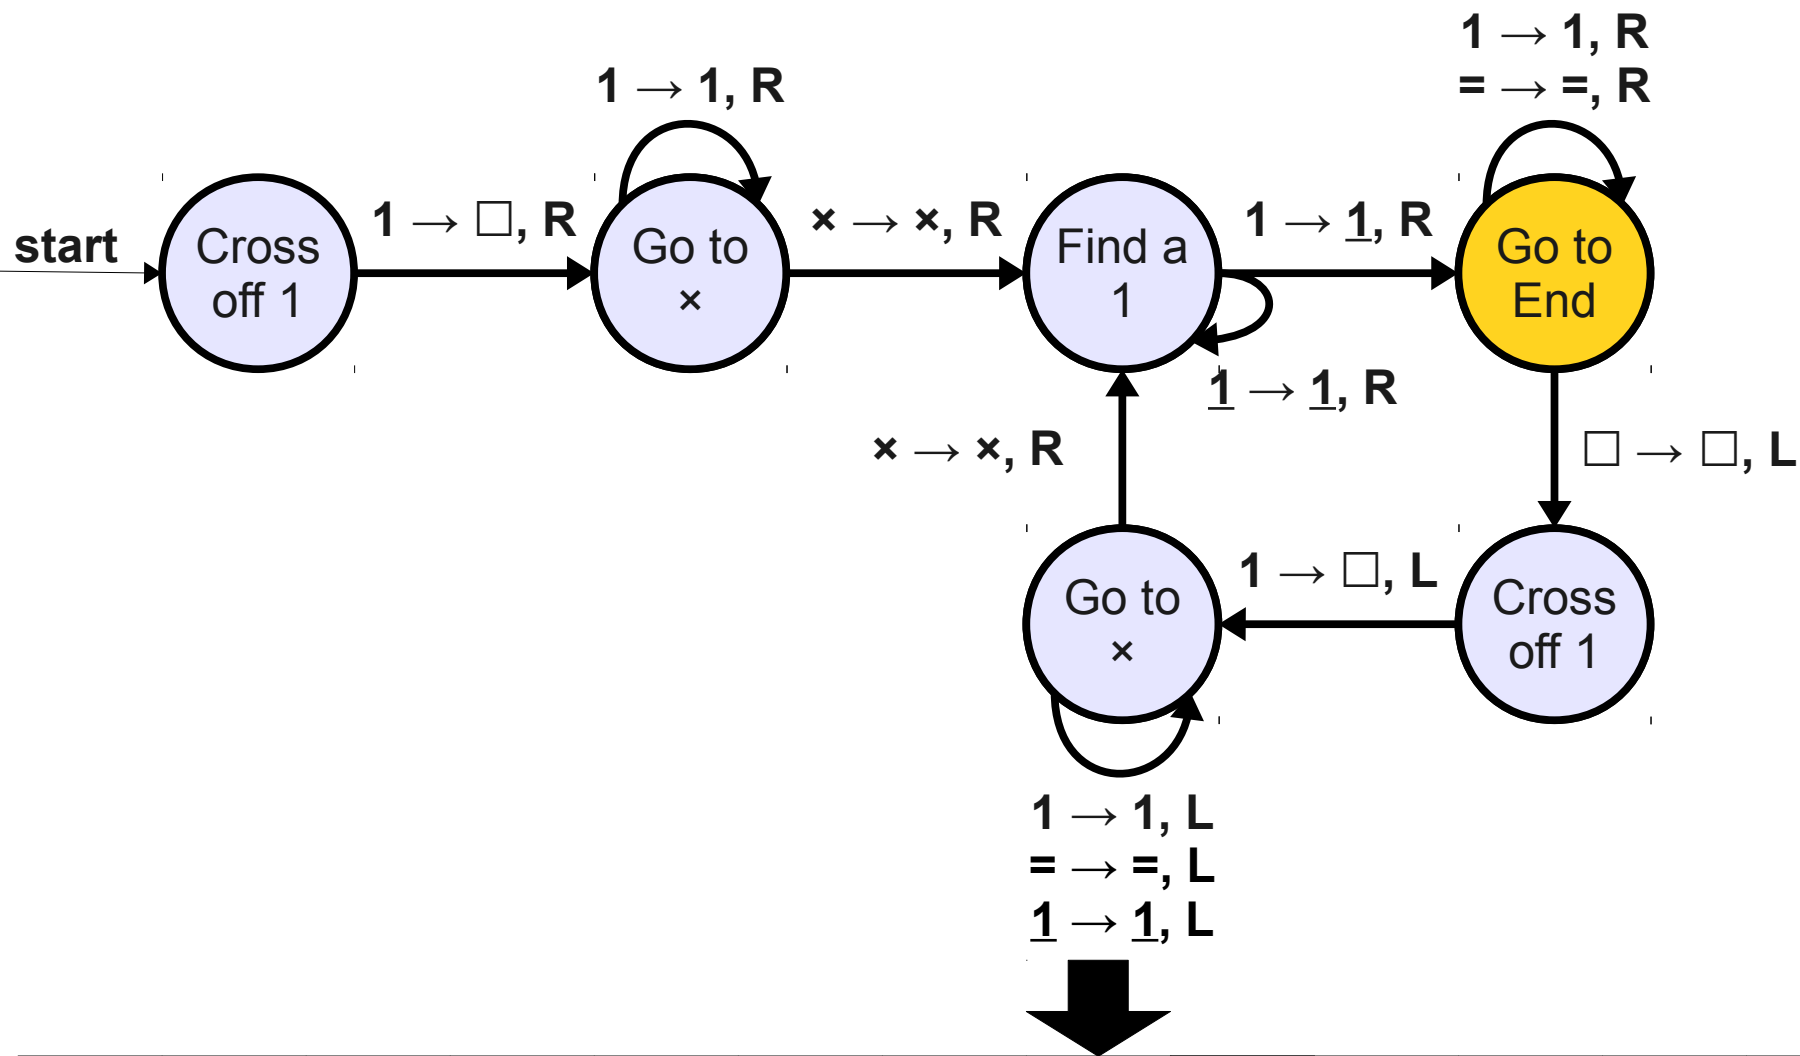 1 → 1, R
= → =, R
1 → 1, R
start
Cross
off 1
1 → □, R
Go to
×
× → ×, R
Find a
1
1 → 1̲, R
Go to
End
1̲ → 1̲, R
× → ×, R
□ → □, L
Go to
×
1 → □, L
Cross
off 1
1 → 1, L
= → =, L
1̲ → 1̲, L